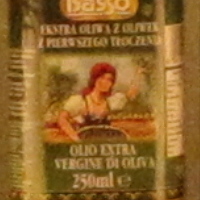 Basso
EKSTRA OLIWA Z OLIWEK
Z PIERWSZEGO TŁOCZENIA
OLIO EXTRA
VERGINE DI OLIVA
250ml e